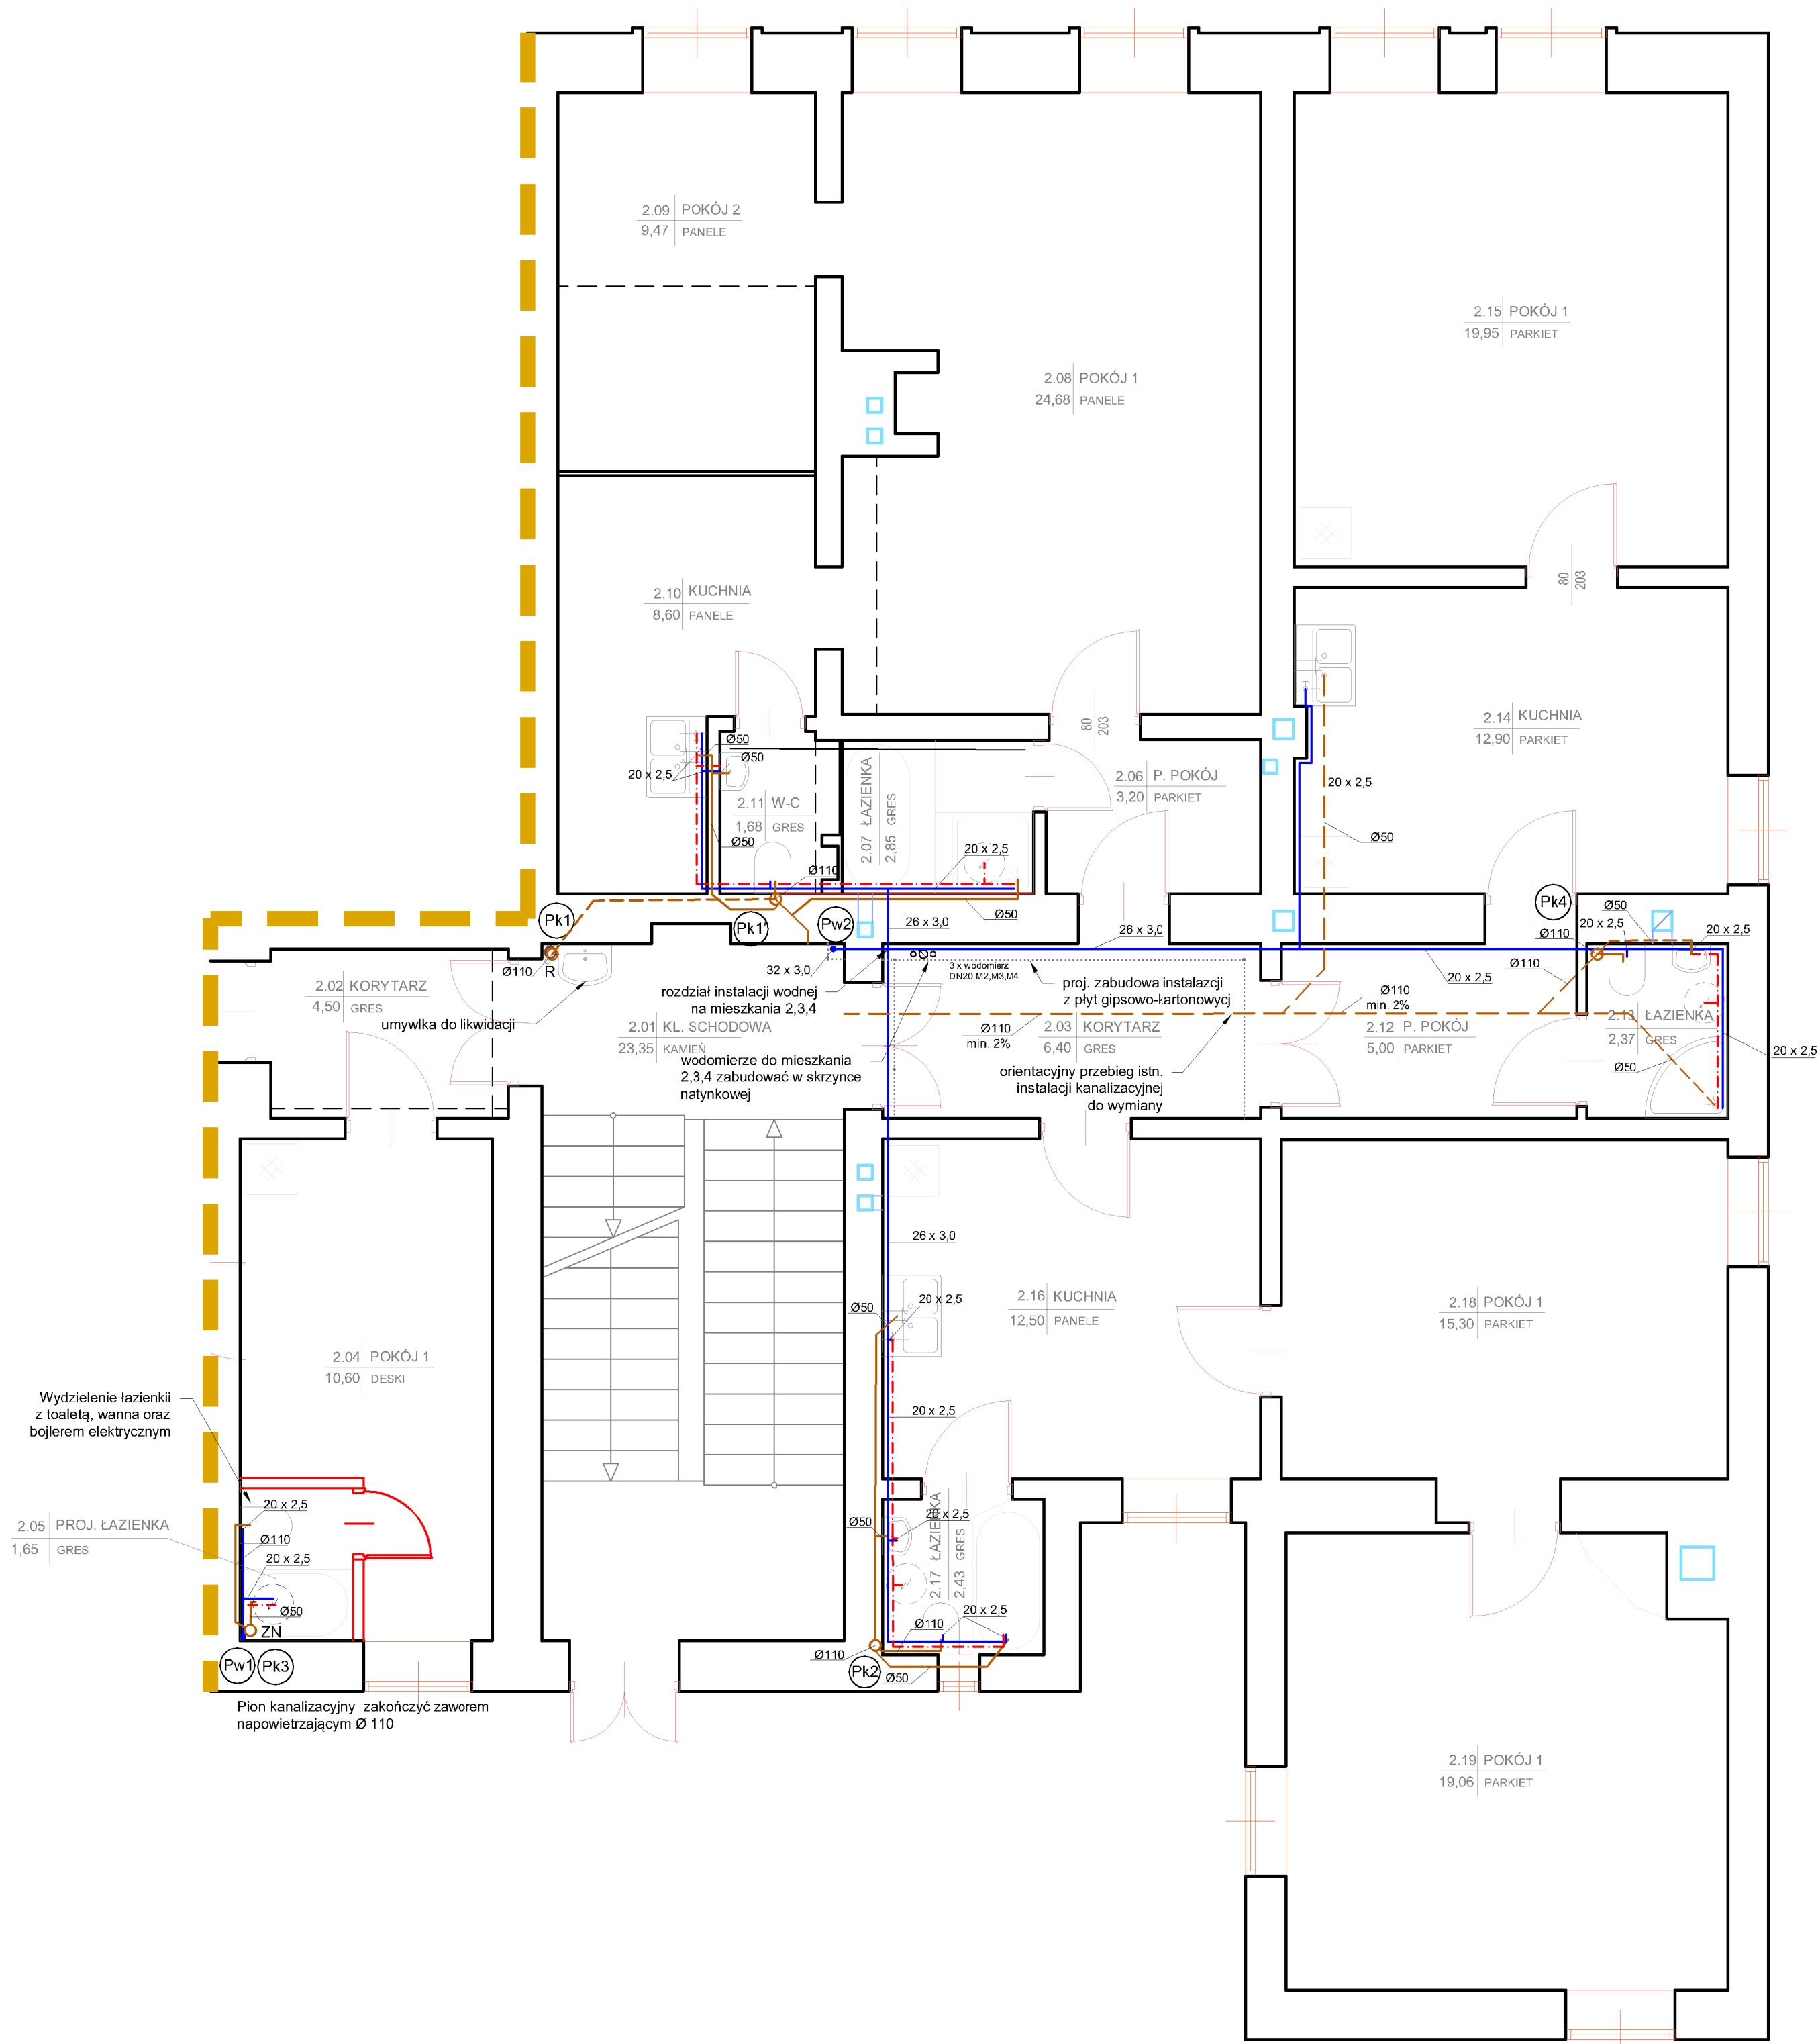 2.09 POKÓJ 2
9,47 PANELE
2.15 POKÓJ 1
19,95 PARKIET
2.08 POKÓJ 1
24,68 PANELE
2.10 KUCHNIA
8,60 PANELE
80
203
80
203
2.14 KUCHNIA
12,90 PARKIET
Ø50
Ø50
20 x 2,5
2.11 W-C
1,68 GRES
Ø50
Ø110
2.07 ŁAZIENKA
2,85 GRES
20 x 2,5
2.06 P. POKÓJ
3,20 PARKIET
20 x 2,5
Ø50
Pk1
Pk1'
Pw2
26 x 3,0
Ø50
26 x 3,0
Pk4
Ø50
20 x 2,5
20 x 2,5
Ø110
Ø110
R
32 x 3,0
3 x wodomierz
DN20 M2,M3,M4
20 x 2,5
Ø110
2.02 KORYTARZ
4,50 GRES
rozdział instalacji wodnej
na mieszkania 2,3,4
proj. zabudowa instalazcji
z płyt gipsowo-kartonowycj
Ø110
min. 2%
umywlka do likwidacji
2.01 KL. SCHODOWA
23,35 KAMIEŃ
Ø110
min. 2%
2.03 KORYTARZ
6,40 GRES
2.12 P. POKÓJ
5,00 PARKIET
2.13 ŁAZIENKA
2,37 GRES
20 x 2,5
Ø50
wodomierze do mieszkania
2,3,4 zabudować w skrzynce
natynkowej
orientacyjny przebieg istn.
instalacji kanalizacyjnej
do wymiany
26 x 3,0
Ø50
20 x 2,5
2.16 KUCHNIA
12,50 PANELE
2.18 POKÓJ 1
15,30 PARKIET
2.04 POKÓJ 1
10,60 DESKI
Wydzielenie łazienkii
z toaletą, wanna oraz
bojlerem elektrycznym
20 x 2,5
20 x 2,5
2.05 PROJ. ŁAZIENKA
1,65 GRES
Ø110
20 x 2,5
Ø50
ZN
Ø50
20 x 2,5
2.17 ŁAZIENKA
2,43 GRES
20 x 2,5
Ø110
Ø110
Pk2
Ø50
Pw1
Pk3
Pion kanalizacyjny zakończyć zaworem
napowietrzającym Ø 110
2.19 POKÓJ 1
19,06 PARKIET